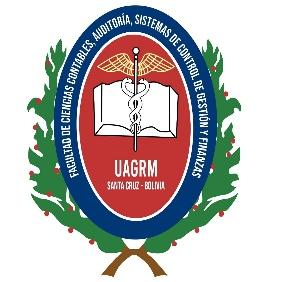 FACULTAD DE CIENCIAS CONTABLES, AUDITORÍA, SISTEMAS DE CONTROL DE GESTIÓN Y FINANZAS
UAGRM
SANTA CRUZ - BOLIVIA